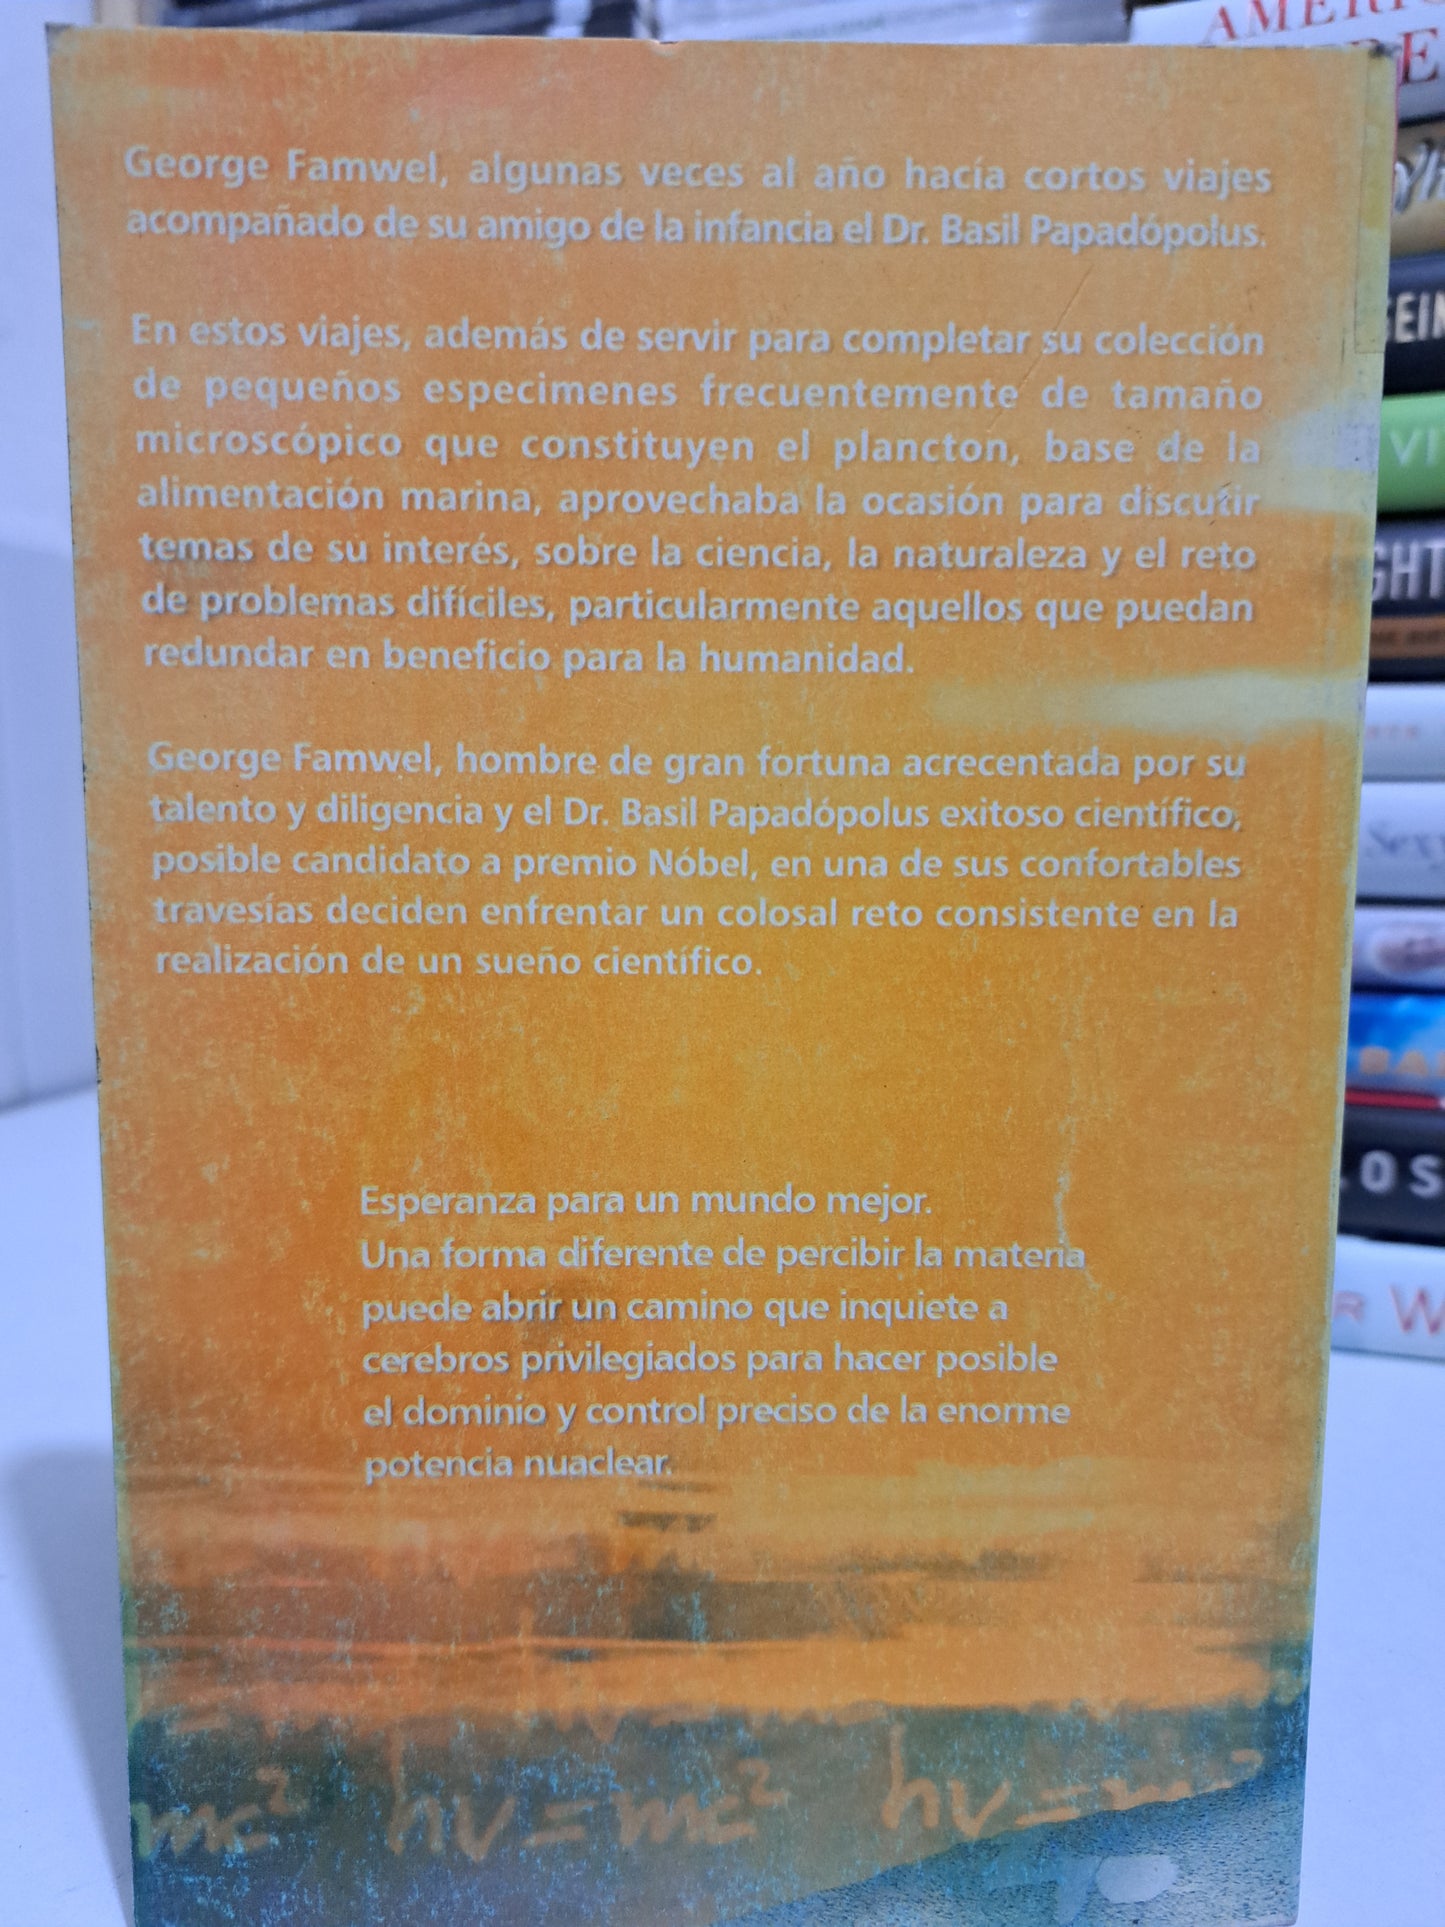 George Famwel, algunas veces al año hacía cortos viajes
acompañado de su amigo de la infancia el Dr. Basil Papadópolus.
En estos viajes, además de servir para completar su colección
de pequeños especimenes frecuentemente de tamaño
microscópico que constituyen el plancton, base de la
alimentación marina, aprovechaba la ocasión para discutir
temas de su interés, sobre la ciencia, la naturaleza y el reto
de problemas difíciles, particularmente aquellos que puedan
redundar en beneficio para la humanidad.
George Famwel, hombre de gran fortuna acrecentada por su
talento y diligencia y el Dr. Basil Papadópolus exitoso científico,
posible candidato a premio Nóbel, en una de sus confortables
travesías deciden enfrentar un colosal reto consistente en la
realización de un sueño científico.
Esperanza para un mundo mejor.
Una forma diferente de percibir la materia
puede abrir un camino que inquiete a
cerebros privilegiados para hacer posible
el dominio y control preciso de la enorme
potencia nuaclear.
mc² hv = mc² hv = mc²
AMERIC
SEIN
VI
GHT
BA
LOS
R W